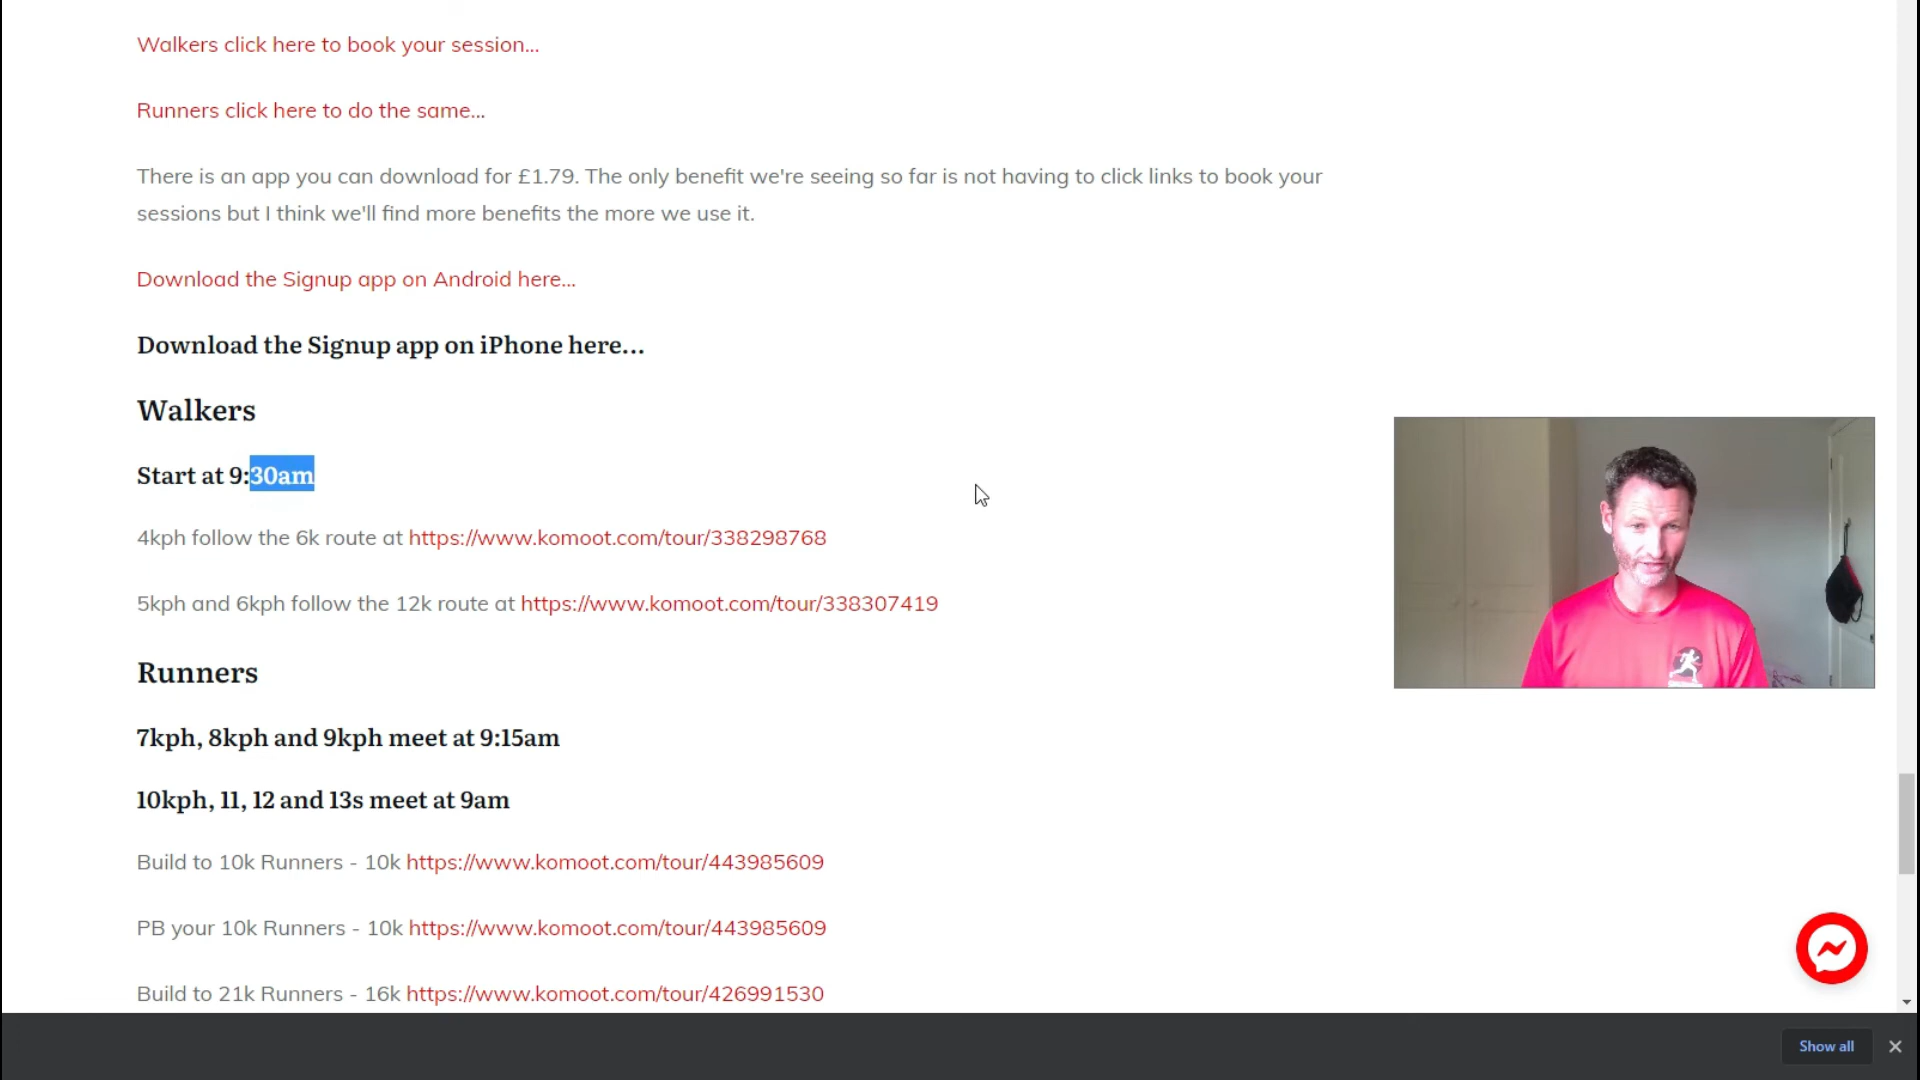 Walkers click here to book your session...
Runners click here to do the same...
There is an app you can download for £1.79. The only benefit we're seeing so far is not having to click links to book your
sessions but I think we'll find more benefits the more we use it.
Download the Signup app on Android here...
Download the Signup app on iPhone here...
Walkers
Start at 9:30am
4kph follow the 6k route at https://www.komoot.com/tour/338298768
5kph and 6kph follow the 12k route at https://www.komoot.com/tour/338307419
Runners
7kph, 8kph and 9kph meet at 9:15am
10kph, 11, 12 and 13s meet at 9am
Build to 10k Runners - 10k https://www.komoot.com/tour/443985609
PB your 10k Runners - 10k https://www.komoot.com/tour/443985609
Build to 21k Runners - 16k https://www.komoot.com/tour/426991530
Show all